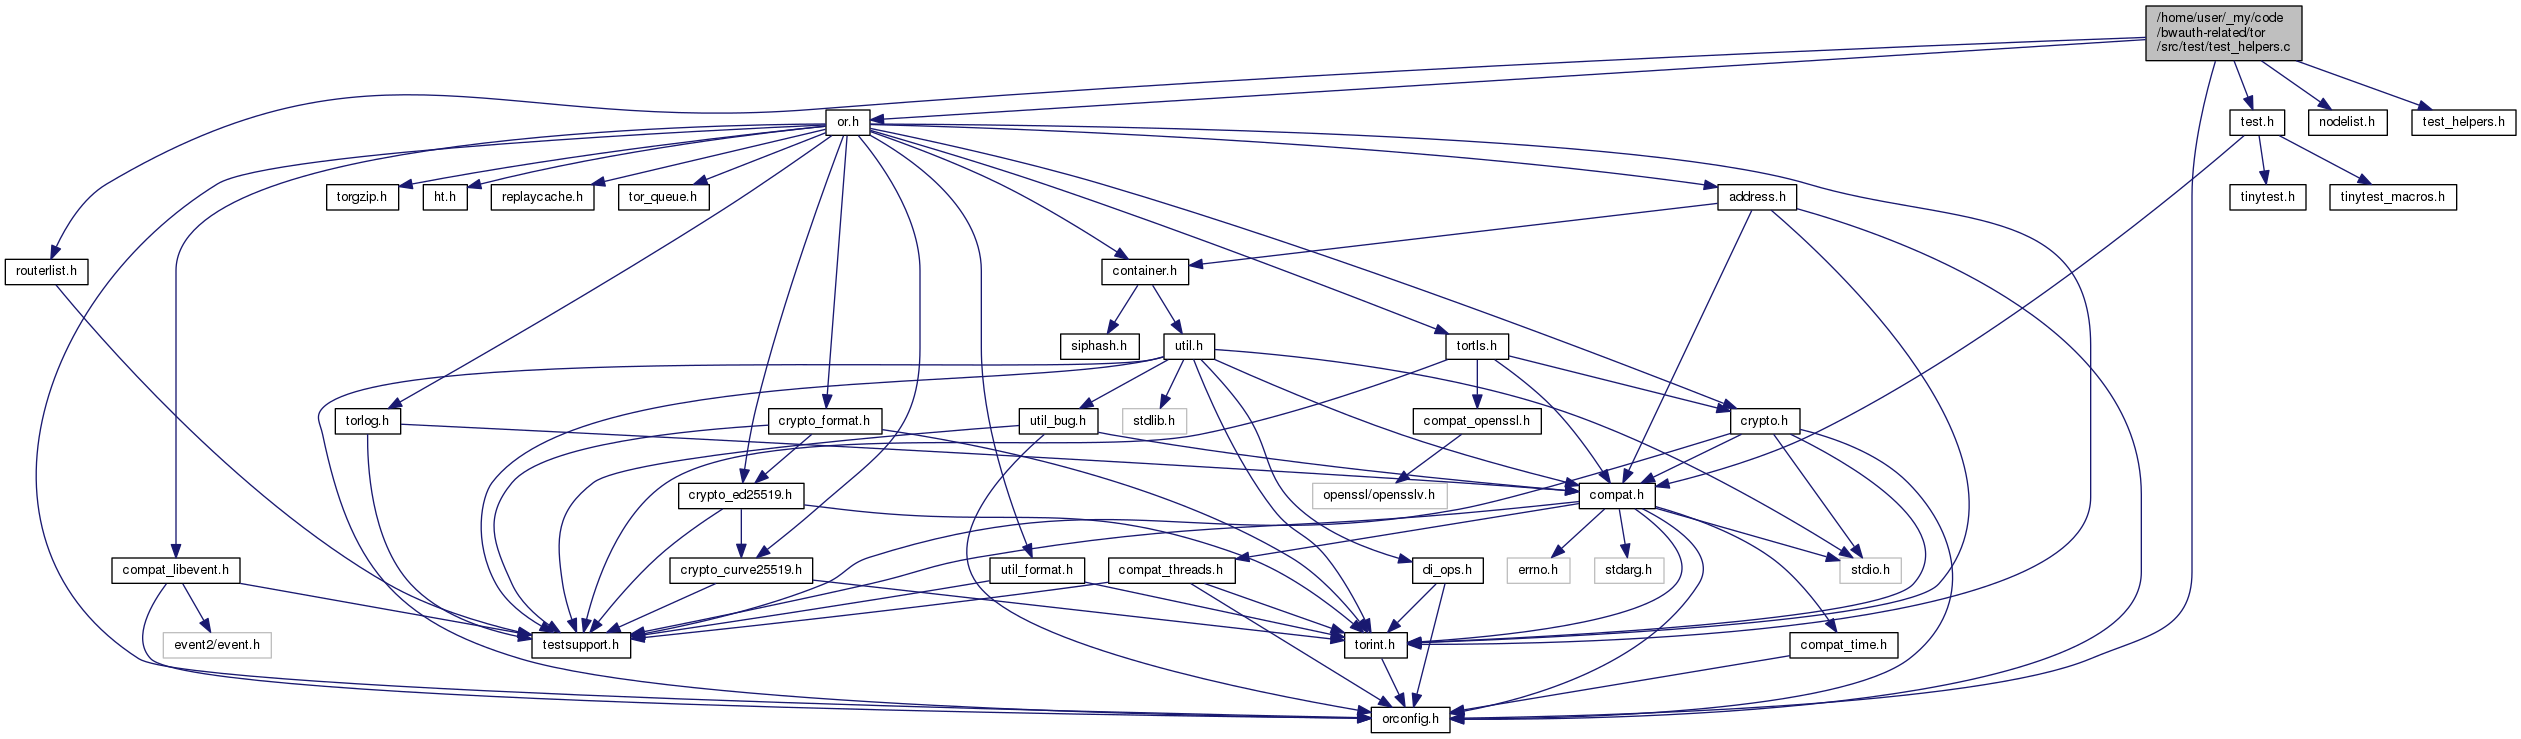 /home/user/_my/code
/bwauth-related/tor
/src/test/test_helpers.c
or.h
test.h
nodelist.h
test_helpers.h
torgzip.h
ht.h
replaycache.h
tor_queue.h
address.h
tinytest.h
tinytest_macros.h
routerlist.h
container.h
siphash.h
util.h
tortls.h
torlog.h
crypto_format.h
util_bug.h
stdlib.h
compat_openssl.h
crypto.h
crypto_ed25519.h
openssl/opensslv.h
compat.h
compat_libevent.h
crypto_curve25519.h
util_format.h
compat_threads.h
di_ops.h
errno.h
stdarg.h
stdio.h
event2/event.h
testsupport.h
torint.h
compat_time.h
orconfig.h